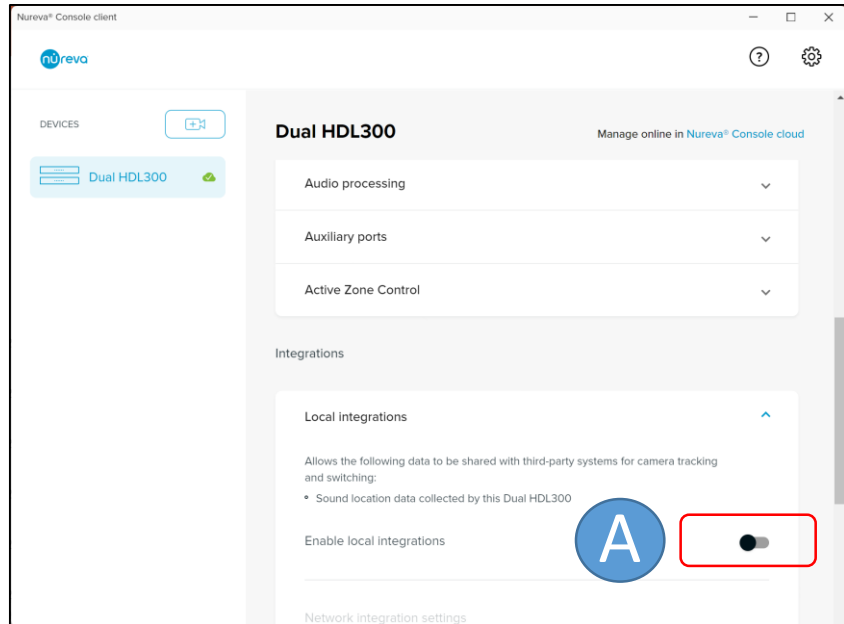 Nureva® Console client
nureva
DEVICES
Dual HDL300
Dual HDL300
Manage online in Nureva® Console cloud
Audio processing
Auxiliary ports
Active Zone Control
Integrations
Local integrations
Allows the following data to be shared with third-party systems for camera tracking
and switching:
• Sound location data collected by this Dual HDL300
Enable local integrations
A
Network integration settings